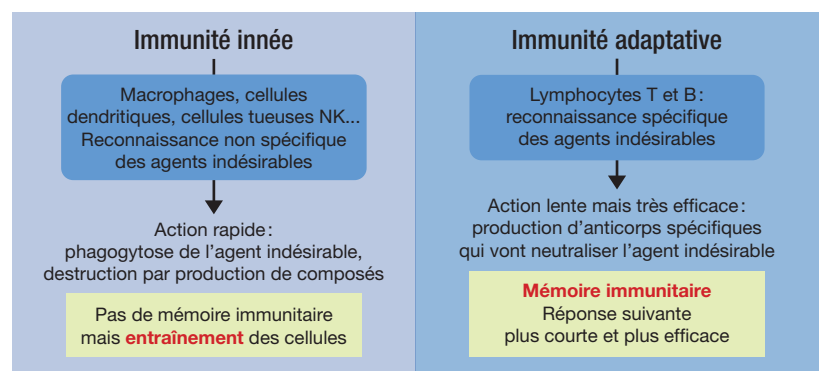 Immunité innée
Macrophages, cellules
dendritiques, cellules tueuses NK...
Reconnaissance non spécifique
des agents indésirables
Action rapide :
phagogytose de l'agent indésirable,
destruction par production de composés
Pas de mémoire immunitaire
mais entraînement des cellules
Immunité adaptative
Lymphocytes T et B :
reconnaissance spécifique
des agents indésirables
Action lente mais très efficace :
production d'anticorps spécifiques
qui vont neutraliser l'agent indésirable
Mémoire immunitaire
Réponse suivante
plus courte et plus efficace